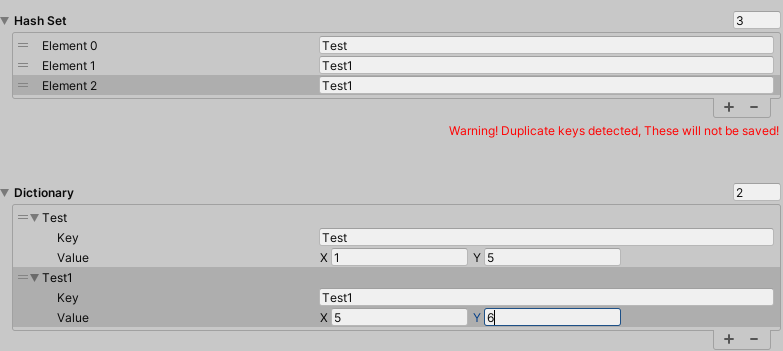 Hash Set 3
Element 0 Test
Element 1 Test1
Element 2 Test1
+ -
Warning! Duplicate keys detected, These will not be saved!
Dictionary 2
Test
Key Test
Value X 1 Y 5
Test1
Key Test1
Value X 5 Y 6
+ -